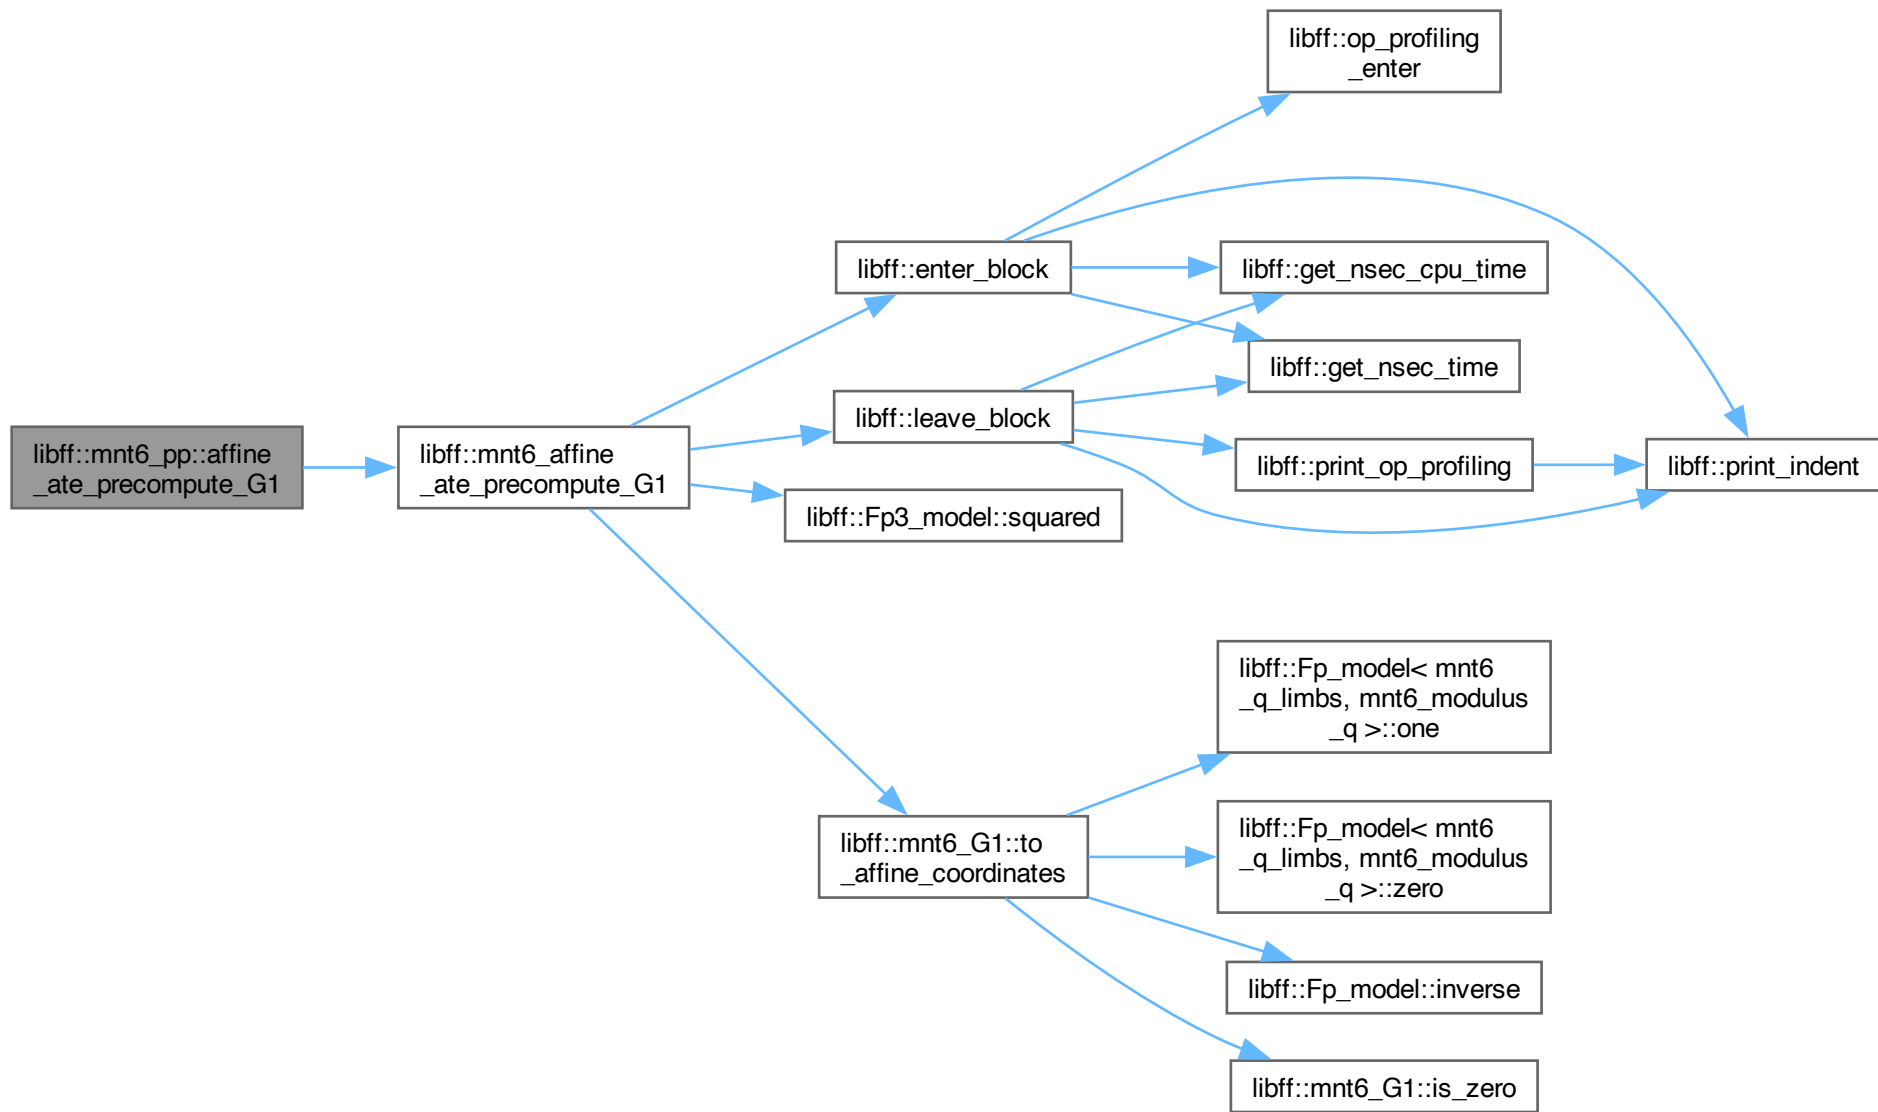 libff::op_profiling
_enter
libff::enter_block
libff::get_nsec_cpu_time
libff::get_nsec_time
libff::leave_block
libff::mnt6_pp::affine
_ate_precompute_G1
libff::mnt6_affine
_ate_precompute_G1
libff::print_op_profiling
libff::print_indent
libff::Fp3_model::squared
libff::Fp_model< mnt6
_q_limbs, mnt6_modulus
_q >::one
libff::mnt6_G1::to
_affine_coordinates
libff::Fp_model< mnt6
_q_limbs, mnt6_modulus
_q >::zero
libff::Fp_model::inverse
libff::mnt6_G1::is_zero